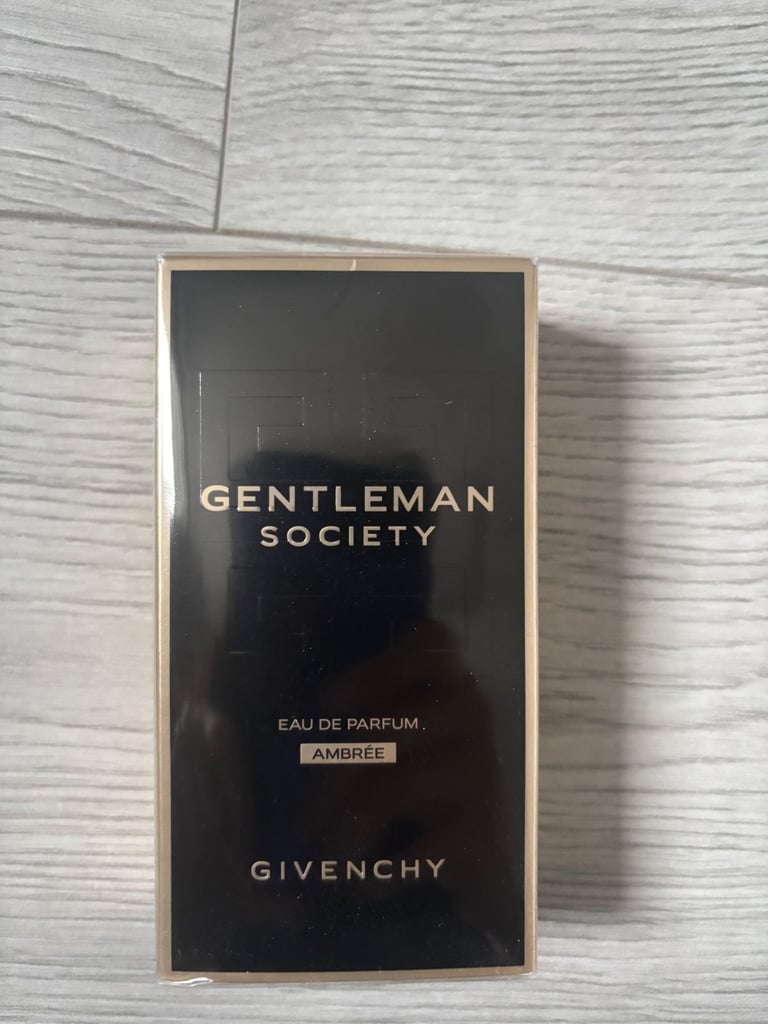 GENTLEMAN
SOCIETY
EAU DE PARFUM
AMBRÉE
GIVENCHY